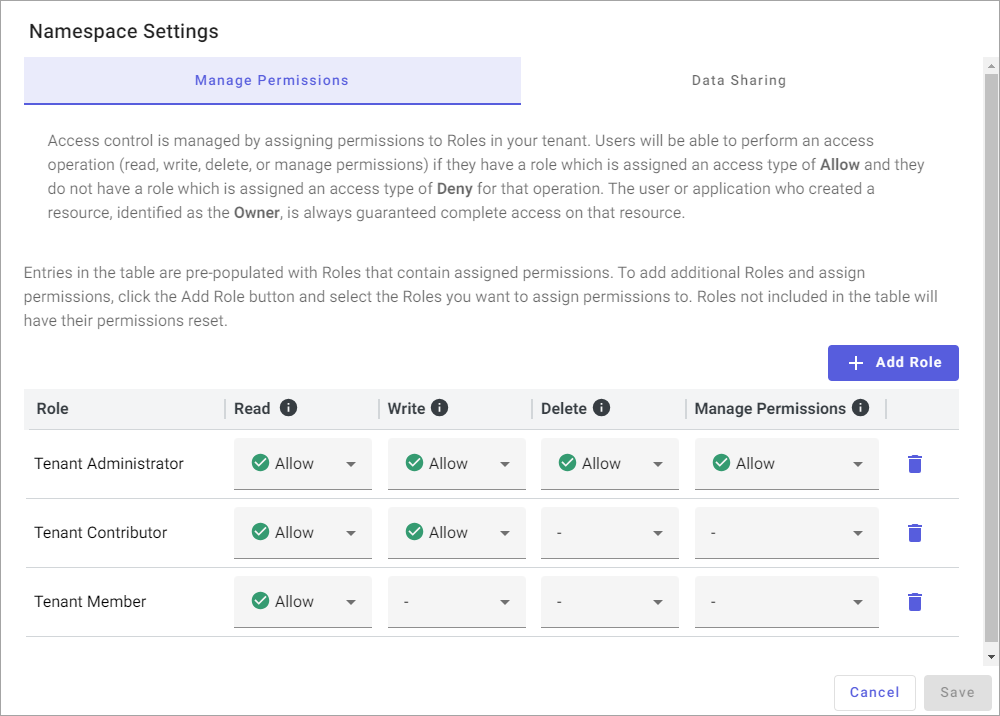 Namespace Settings
Manage Permissions Data Sharing
Access control is managed by assigning permissions to Roles in your tenant. Users will be able to perform an access
operation (read, write, delete, or manage permissions) if they have a role which is assigned an access type of Allow and they
do not have a role which is assigned an access type of Deny for that operation. The user or application who created a
resource, identified as the Owner, is always guaranteed complete access on that resource.
Entries in the table are pre-populated with Roles that contain assigned permissions. To add additional Roles and assign
permissions, click the Add Role button and select the Roles you want to assign permissions to. Roles not included in the table will
have their permissions reset.
+ Add Role
Role Read Write Delete Manage Permissions
Tenant Administrator Allow Allow Allow Allow
Tenant Contributor Allow Allow - -
Tenant Member Allow - - -
Cancel Save